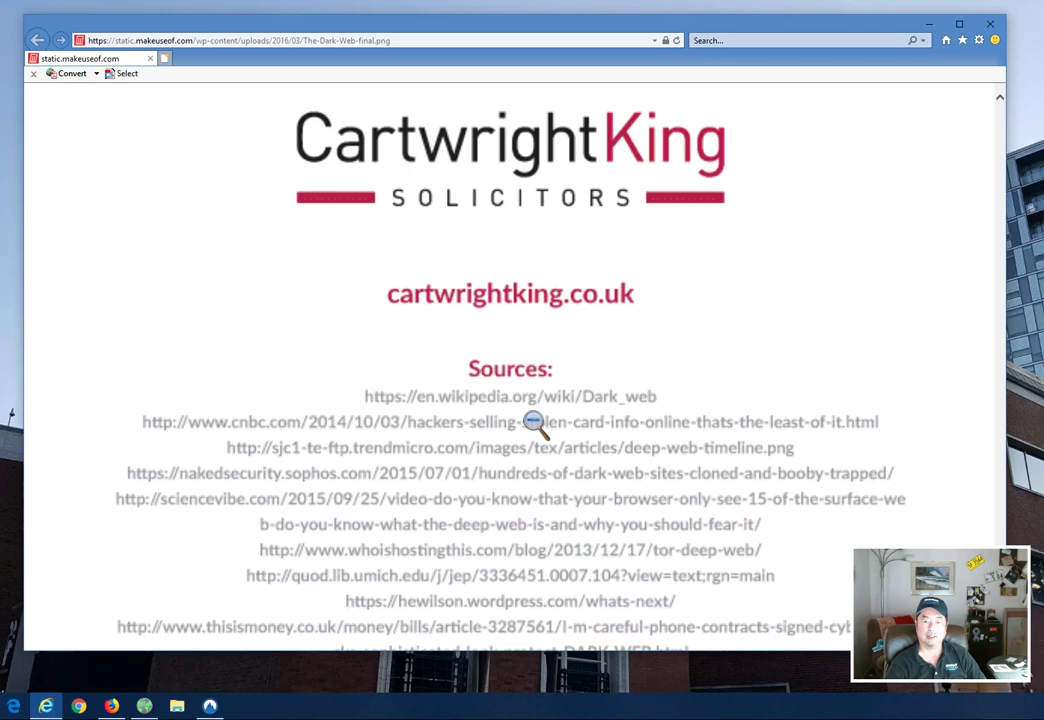 https://static.makeuseof.com/wp-content/uploads/2016/03/The-Dark-Web-final.png
Search...
static.makeuseof.com
Convert
Select
CartwrightKing
SOLICITORS
cartwrightking.co.uk
Sources:
https://en.wikipedia.org/wiki/Dark_web
http://www.cnbc.com/2014/10/03/hackers-selling- len-card-info-online-thats-the-least-of-it.html
http://sjc1-te-ftp.trendmicro.com/images/tex/articles/deep-web-timeline.png
https://nakedsecurity.sophos.com/2015/07/01/hundreds-of-dark-web-sites-cloned-and-booby-trapped/
http://sciencevibe.com/2015/09/25/video-do-you-know-that-your-browser-only-see-15-of-the-surface-we
b-do-you-know-what-the-deep-web-is-and-why-you-should-fear-it/
http://www.whoishostingthis.com/blog/2013/12/17/tor-deep-web/
http://quod.lib.umich.edu/j/jep/3336451.0007.104?view=text;rgn=main
https://hewilson.wordpress.com/whats-next/
http://www.thisismoney.co.uk/money/bills/article-3287561/I-m-careful-phone-contracts-signed-cyb